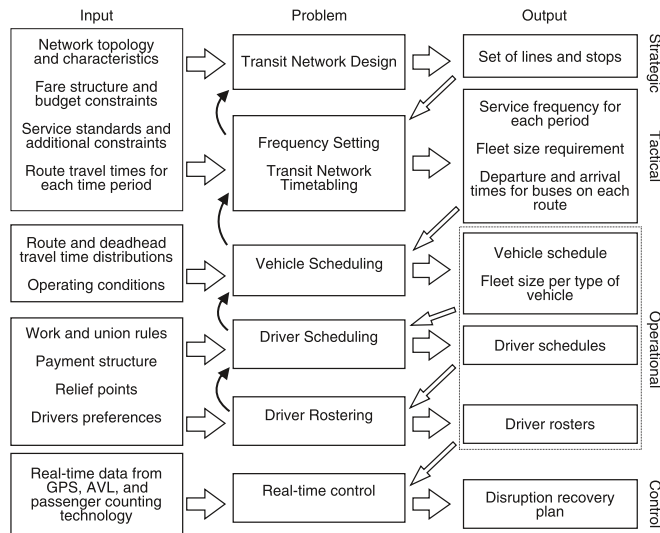 Input
Problem
Output
Network topology
and characteristics
Fare structure and
budget constraints
Service standards and
additional constraints
Route travel times for
each time period
Transit Network Design
Set of lines and stops
Strategic
Frequency Setting
Transit Network
Timetabling
Service frequency for
each period
Fleet size requirement
Departure and arrival
times for buses on each
route
Tactical
Route and deadhead
travel time distributions
Operating conditions
Vehicle Scheduling
Vehicle schedule
Fleet size per type of
vehicle
Work and union rules
Payment structure
Relief points
Drivers preferences
Driver Scheduling
Driver schedules
Operational
Driver Rostering
Driver rosters
Real-time data from
GPS, AVL, and
passenger counting
technology
Real-time control
Disruption recovery
plan
Control